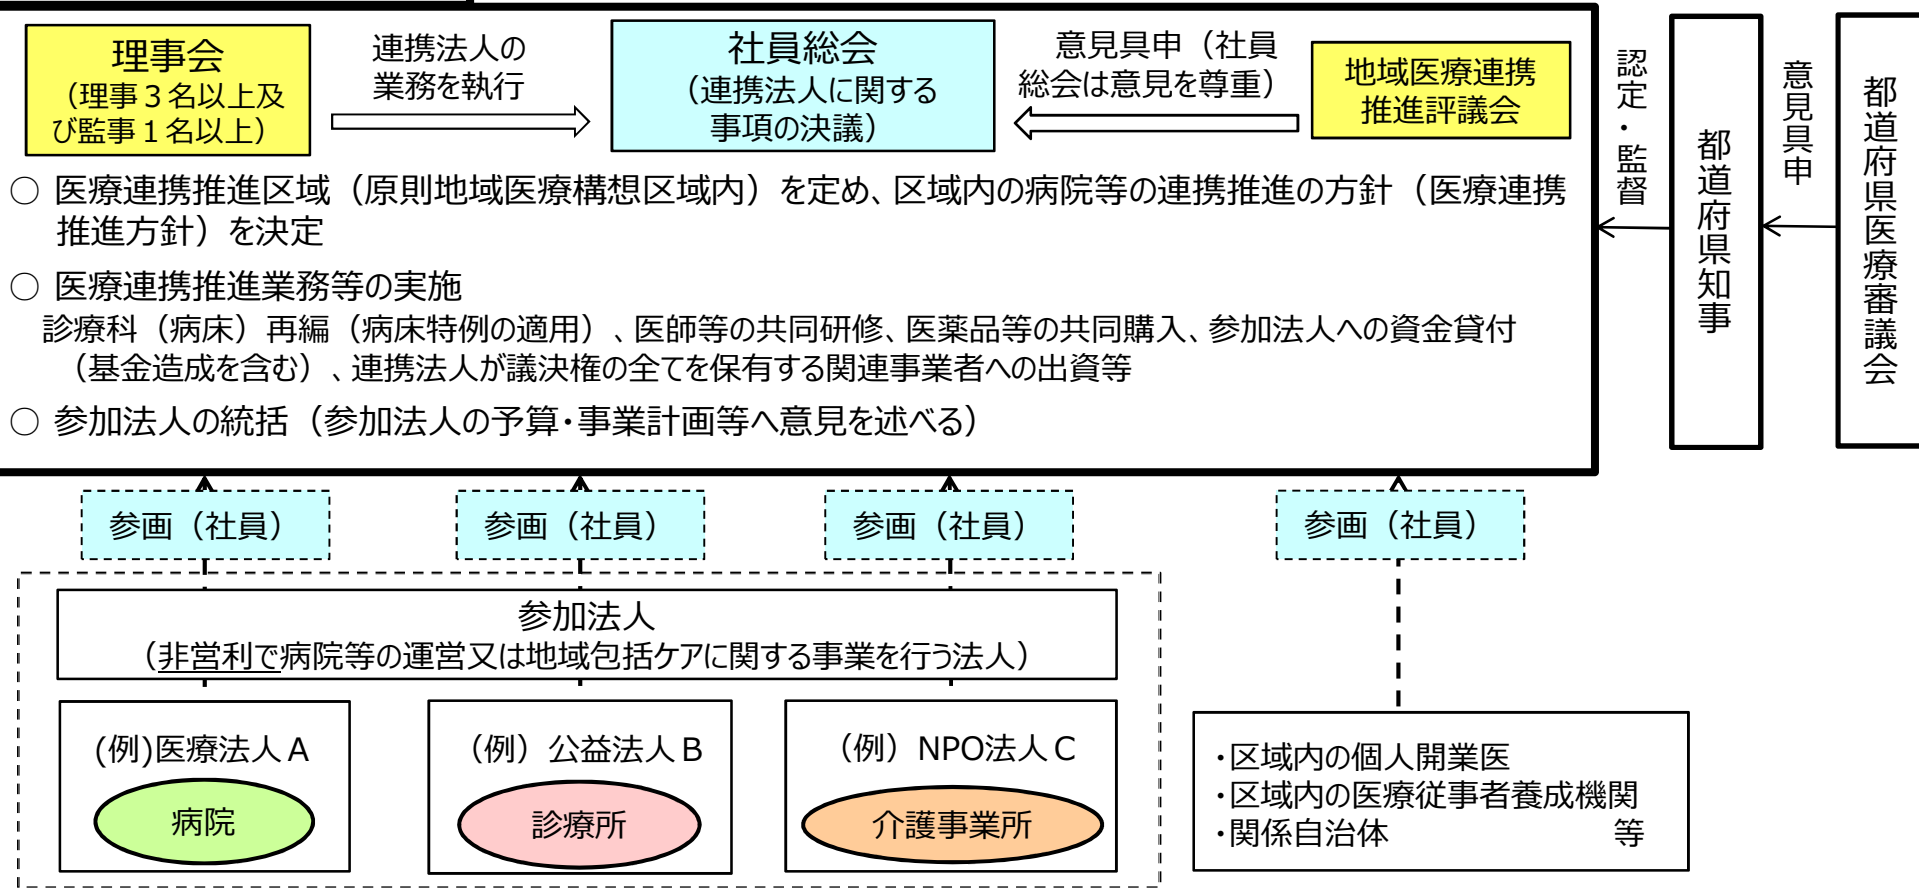 理事会
（理事３名以上及
び監事１名以上）
連携法人の
業務を執行
社員総会
（連携法人に関する
事項の決議）
意見具申（社員
総会は意見を尊重）
地域医療連携
推進評議会
認定・監督
都道府県知事
意見具申
都道府県医療審議会
○ 医療連携推進区域（原則地域医療構想区域内）を定め、区域内の病院等の連携推進の方針（医療連携
推進方針）を決定
○ 医療連携推進業務等の実施
診療科（病床）再編（病床特例の適用）、医師等の共同研修、医薬品等の共同購入、参加法人への資金貸付
（基金造成を含む）、連携法人が議決権の全てを保有する関連事業者への出資等
○ 参加法人の統括（参加法人の予算・事業計画等へ意見を述べる）
参画（社員）
参画（社員）
参画（社員）
参画（社員）
参加法人
（非営利で病院等の運営又は地域包括ケアに関する事業を行う法人）
(例)医療法人Ａ
病院
（例）公益法人Ｂ
診療所
（例）NPO法人Ｃ
介護事業所
・区域内の個人開業医
・区域内の医療従事者養成機関
・関係自治体　　　　　　　等